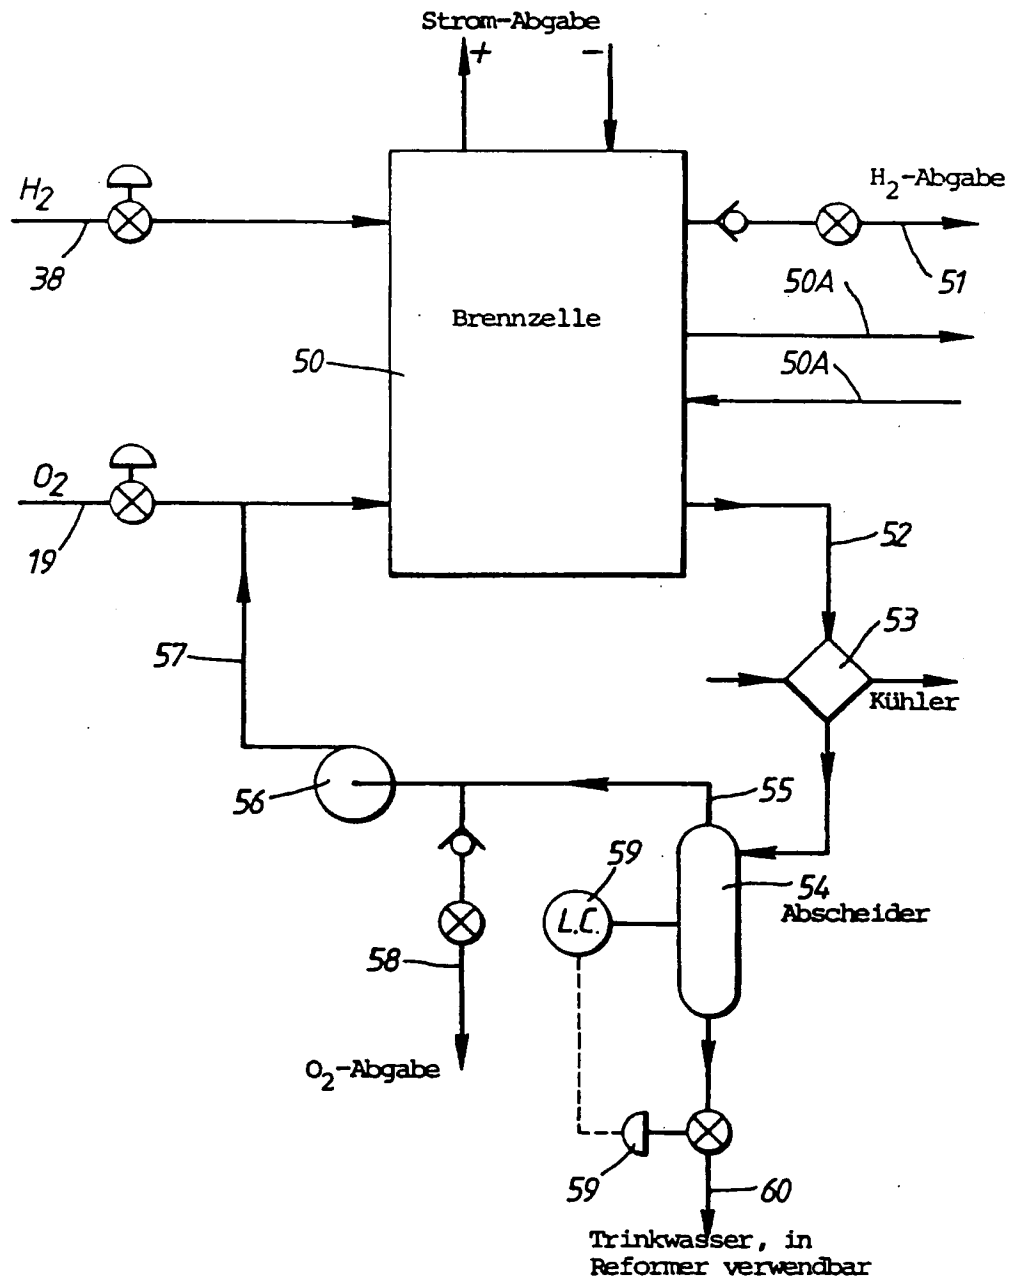 Strom-Abgabe
+ −
H2
H2-Abgabe
38
51
50A
Brennzelle
50
50A
O2
19
52
53
57
Kühler
56
55
59
54
L.C.
Abscheider
58
O2-Abgabe
59
60
Trinkwasser, in
Reformer verwendbar